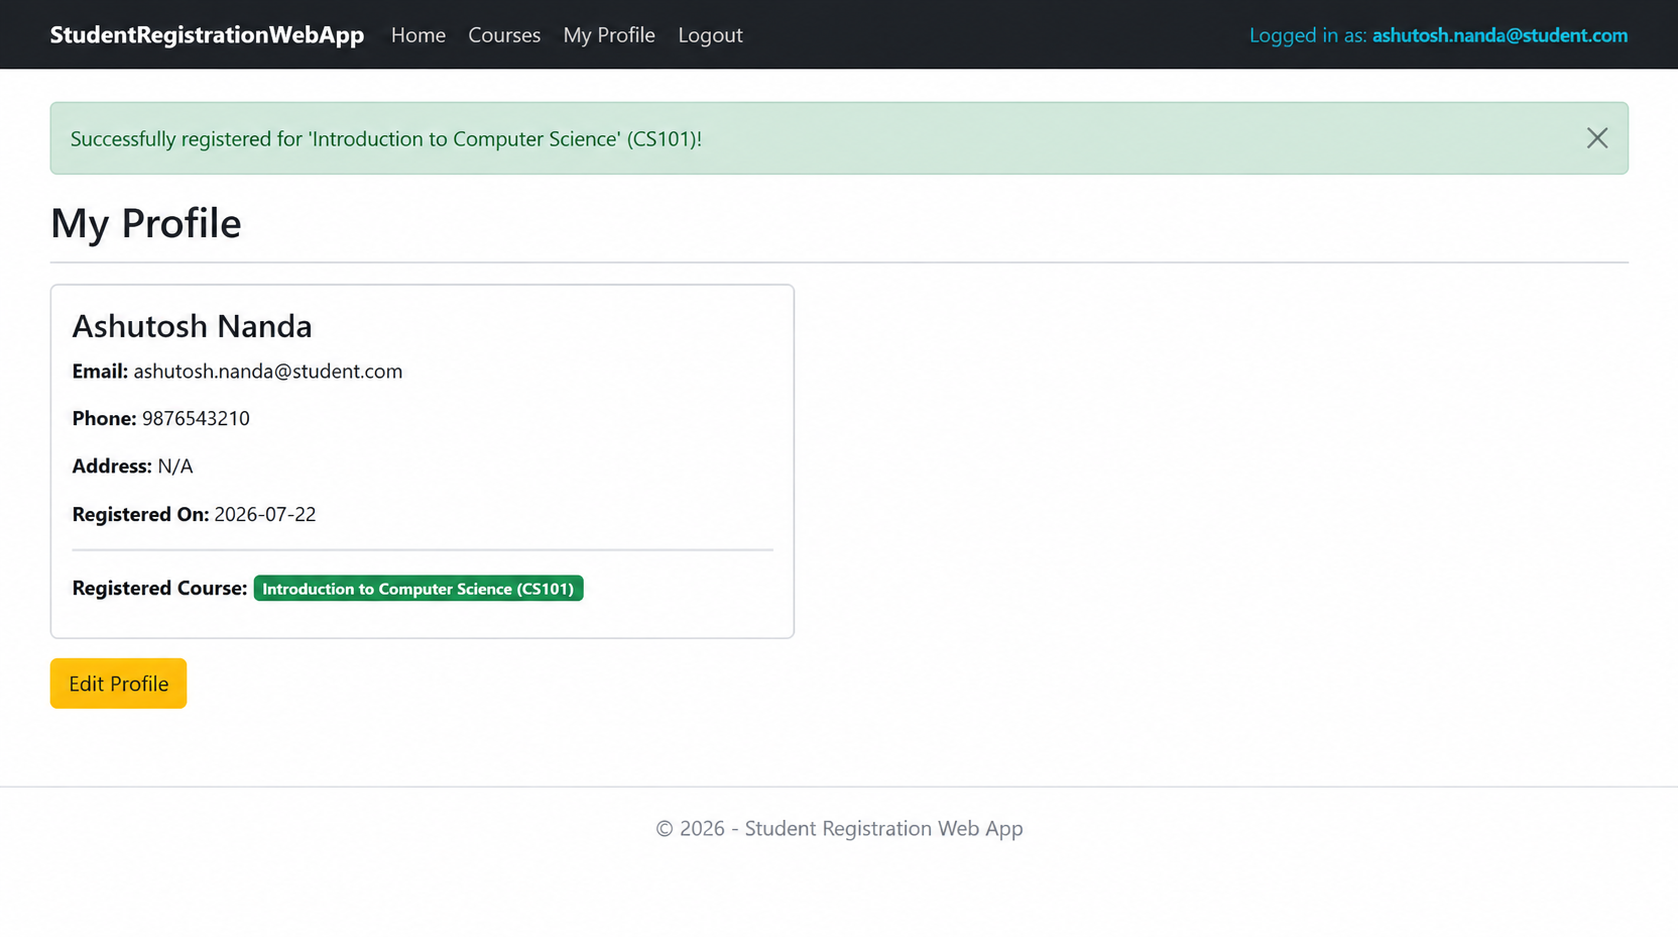 StudentRegistrationWebApp Home Courses My Profile Logout Logged in as: ashutosh.nanda@student.com
Successfully registered for 'Introduction to Computer Science' (CS101)!
My Profile
Ashutosh Nanda
Email: ashutosh.nanda@student.com
Phone: 9876543210
Address: N/A
Registered On: 2026-07-22
Registered Course: Introduction to Computer Science (CS101)
Edit Profile
© 2026 - Student Registration Web App